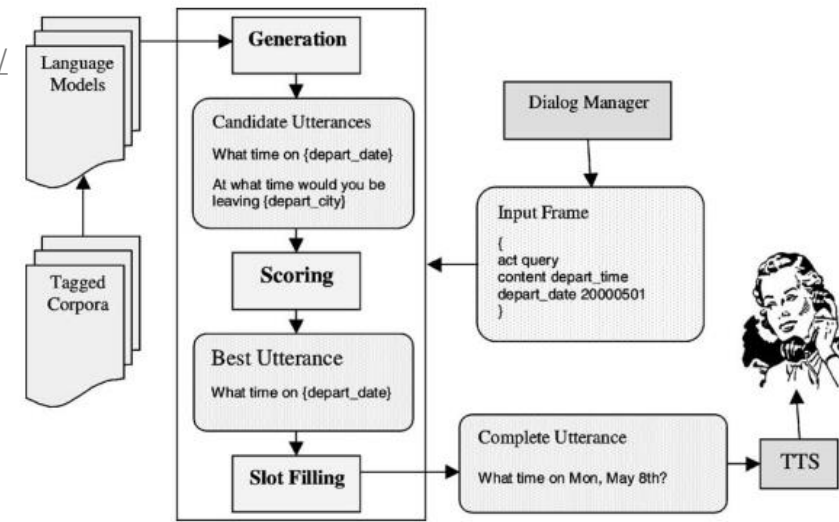 /
Language
Models
Tagged
Corpora
Generation
Candidate Utterances
What time on {depart_date}
At what time would you be
leaving {depart_city}
Scoring
Best Utterance
What time on {depart_date}
Slot Filling
Dialog Manager
Input Frame
{
act query
content depart_time
depart_date 20000501
}
Complete Utterance
What time on Mon, May 8th?
TTS